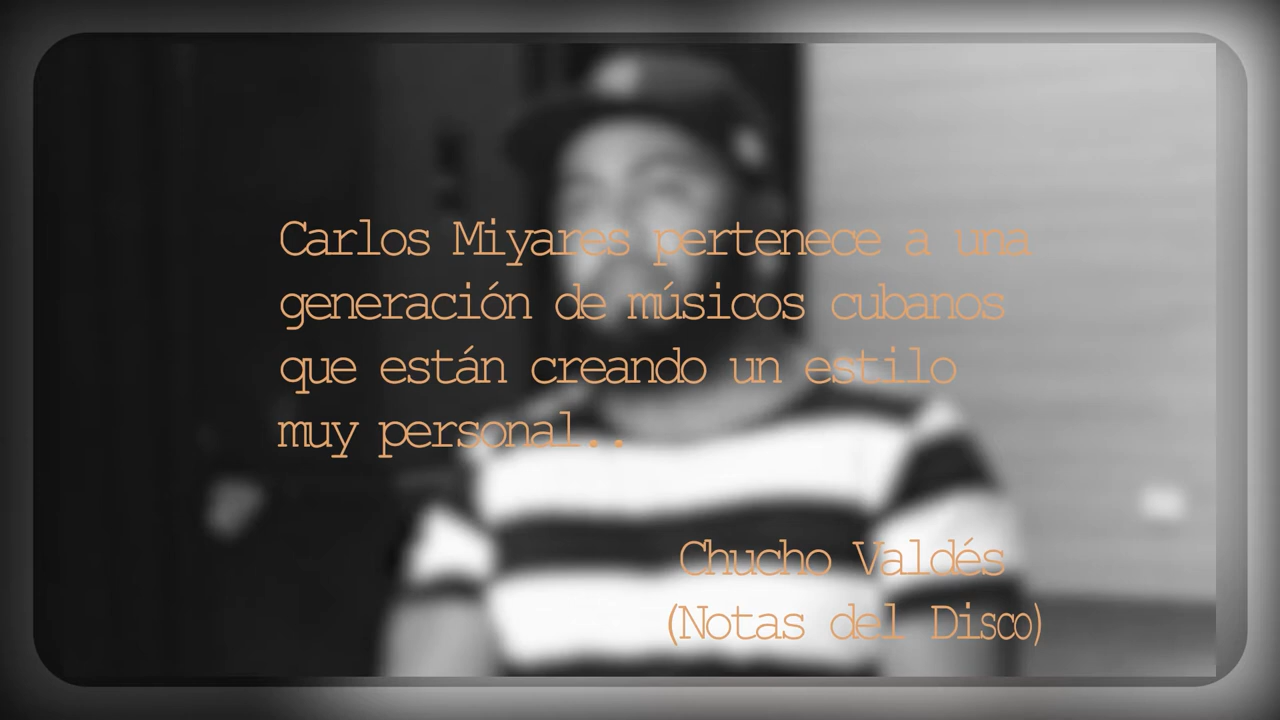 Carlos Miyares pertenece a una
generación de músicos cubanos
que están creando un estilo
muy personal..
Chucho Valdés
(Notas del Disco)